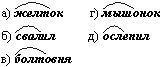 а) желток г) мышонок
б) свалил д) ослепил
в) болтовня